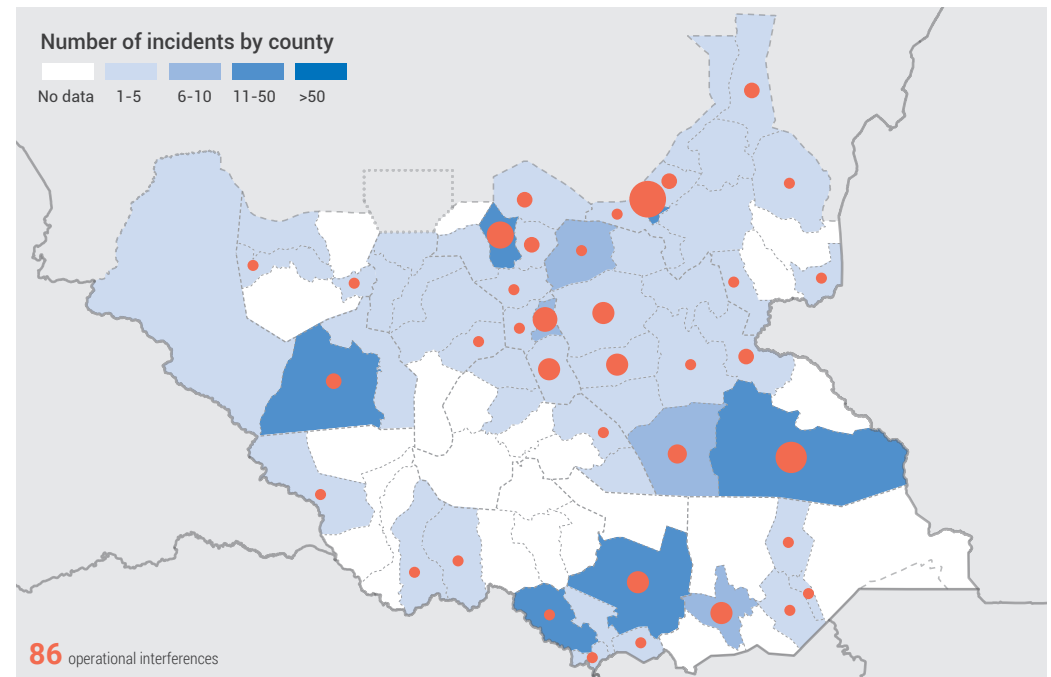 Number of incidents by county
No data 1-5 6-10 11-50 >50
86 operational interferences